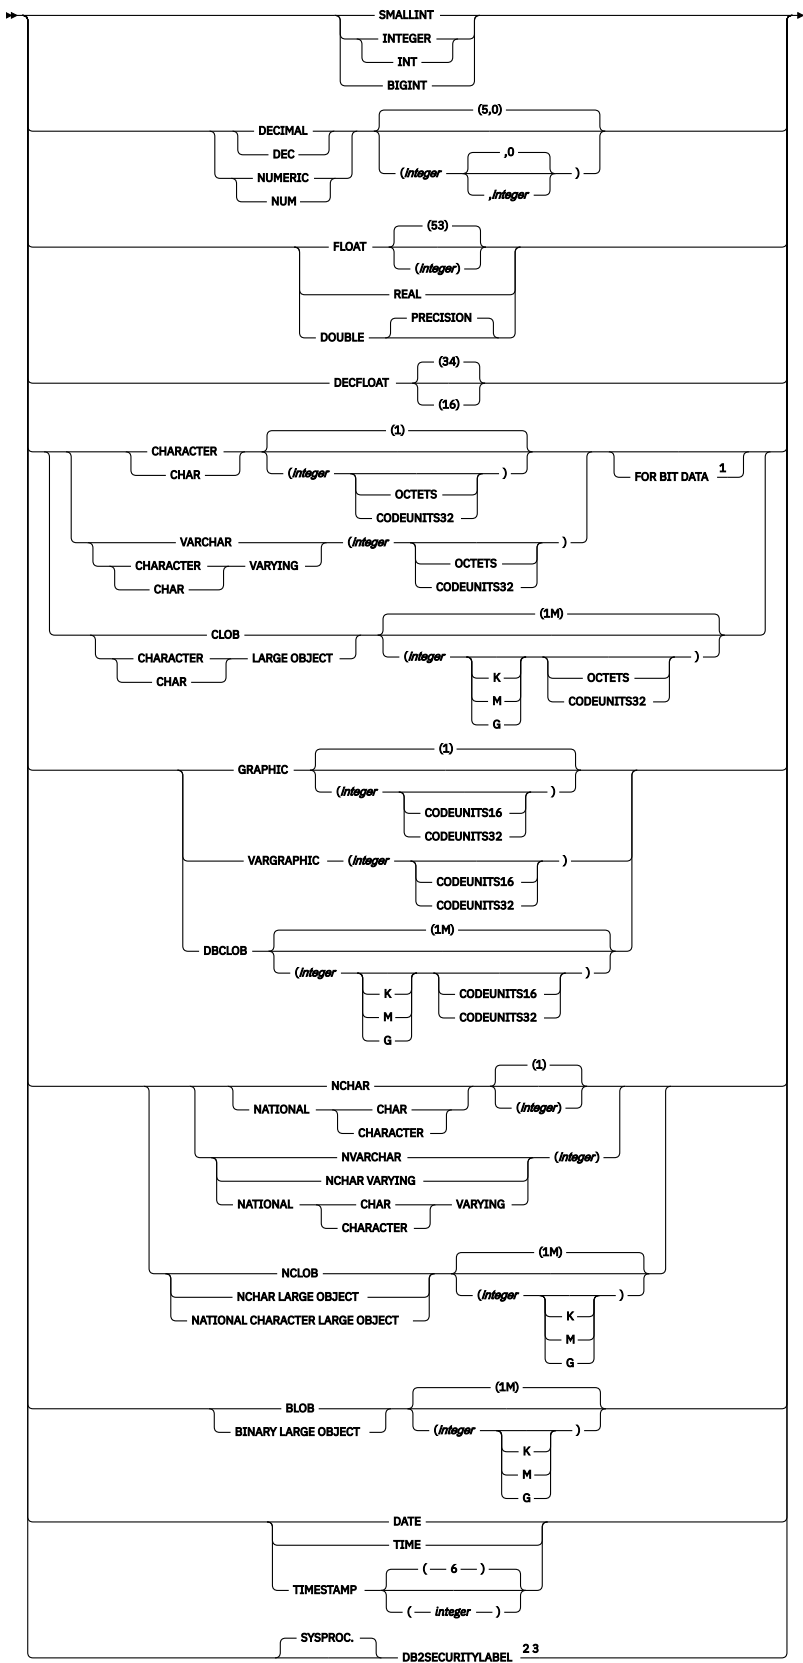 SMALLINT
INTEGER
INT
BIGINT
(5,0)
DECIMAL
DEC
,0
NUMERIC (integer )
,integer
NUM
(53)
FLOAT
(integer)
REAL
PRECISION
DOUBLE
(34)
DECFLOAT
(16)
(1)
CHARACTER
CHAR (integer ) FOR BIT DATA 1
OCTETS
CODEUNITS32
VARCHAR (integer )
CHARACTER VARYING OCTETS
CHAR CODEUNITS32
(1M)
CLOB
CHARACTER LARGE OBJECT (integer )
CHAR K OCTETS
M CODEUNITS32
G
(1)
GRAPHIC
(integer )
CODEUNITS16
CODEUNITS32
VARGRAPHIC (integer )
CODEUNITS16
CODEUNITS32
(1M)
DBCLOB
(integer )
K CODEUNITS16
M CODEUNITS32
G
(1)
NCHAR
NATIONAL CHAR (integer)
CHARACTER
NVARCHAR (integer)
NCHAR VARYING
NATIONAL CHAR VARYING
CHARACTER
(1M)
NCLOB
NCHAR LARGE OBJECT (integer )
NATIONAL CHARACTER LARGE OBJECT K
M
G
(1M)
BLOB
BINARY LARGE OBJECT (integer )
K
M
G
DATE
TIME
( 6 )
TIMESTAMP
( integer )
SYSPROC.
DB2SECURITYLABEL 2 3